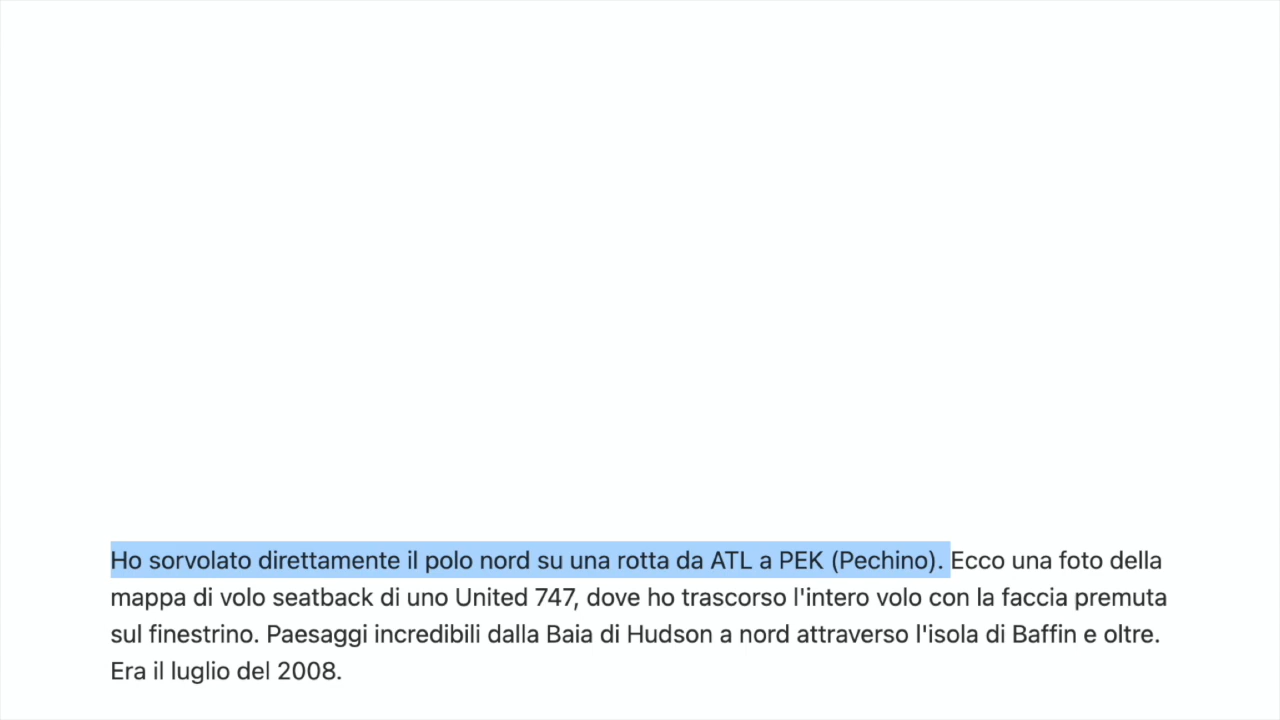 Ho sorvolato direttamente il polo nord su una rotta da ATL a PEK (Pechino). Ecco una foto della
mappa di volo seatback di uno United 747, dove ho trascorso l'intero volo con la faccia premuta
sul finestrino. Paesaggi incredibili dalla Baia di Hudson a nord attraverso l'isola di Baffin e oltre.
Era il luglio del 2008.